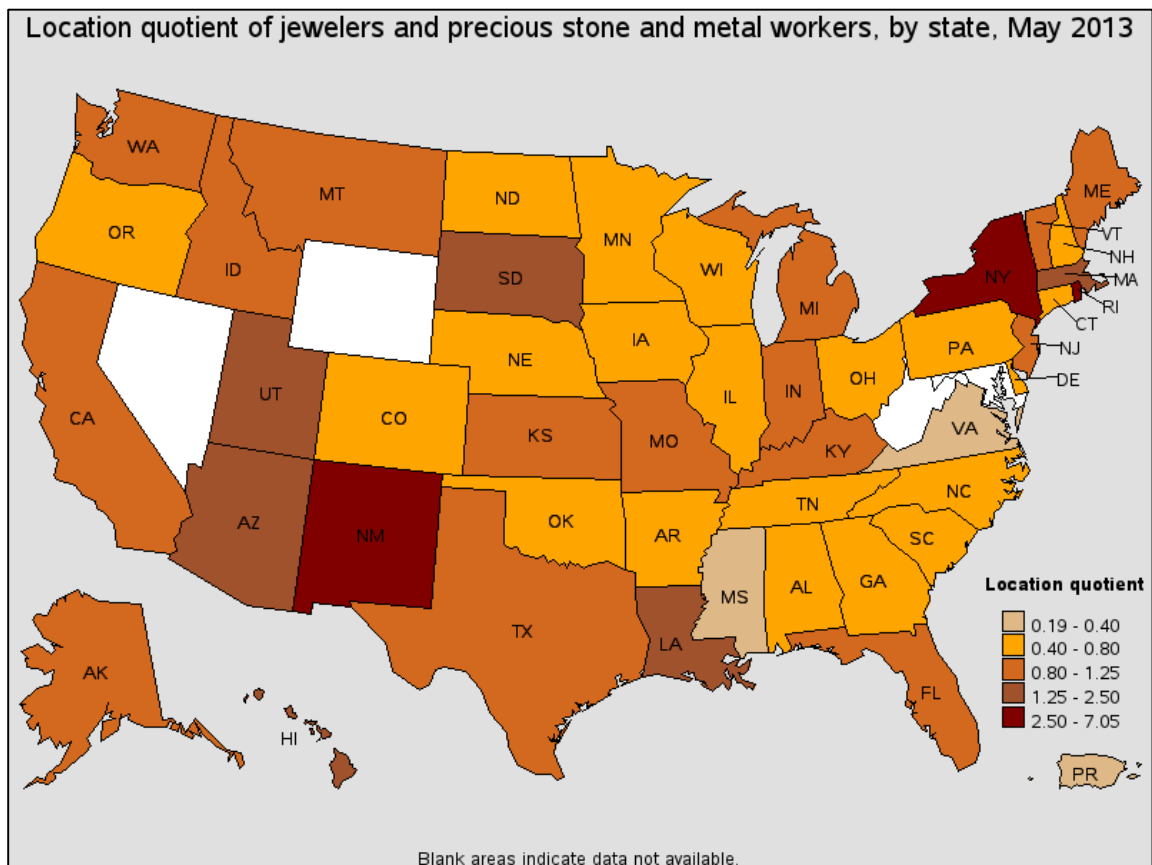 Location quotient of jewelers and precious stone and metal workers, by state, May 2013
WA
MT
ND
MN
ME
VT
NH
OR
ID
SD
WI
NY
MA
RI
MI
CT
IA
NE
PA
NJ
UT
CO
IL
IN
OH
DE
CA
KS
MO
KY
VA
AZ
NM
OK
AR
TN
NC
SC
MS
AL
GA
TX
LA
AK
HI
FL
PR
Location quotient
0.19 - 0.40
0.40 - 0.80
0.80 - 1.25
1.25 - 2.50
2.50 - 7.05
Blank areas indicate data not available.